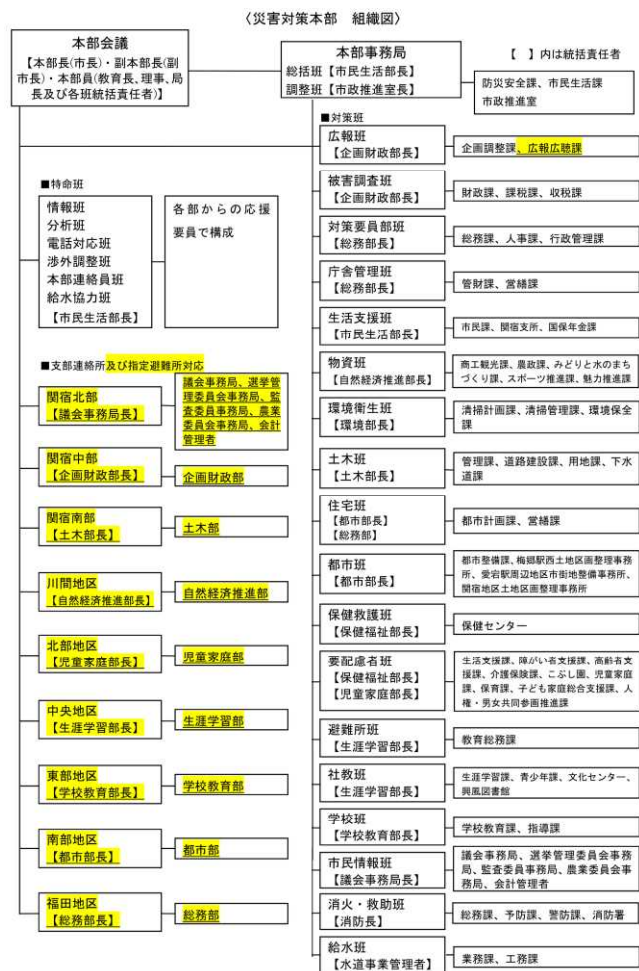 〈災害対策本部　組織図〉
本部会議
【本部長(市長)・副本部長(副
市長)・本部員(教育長、理事、局
長及び各班統括責任者)】
本部事務局
総括班【市民生活部長】
調整班【市政推進室長】
【　】内は統括責任者
防災安全課、市民生活課
市政推進室
■特命班
情報班
分析班
電話対応班
渉外調整班
本部連絡員班
給水協力班
【市民生活部長】
各部からの応援
要員で構成
■支部連絡所及び指定避難所対応
関宿北部
【議会事務局長】
議会事務局、選挙管
理委員会事務局、監
査委員事務局、農業
委員会事務局、会計
管理者
関宿中部
【企画財政部長】
企画財政部
関宿南部
【土木部長】
土木部
川間地区
【自然経済推進部長】
自然経済推進部
北部地区
【児童家庭部長】
児童家庭部
中央地区
【生涯学習部長】
生涯学習部
東部地区
【学校教育部長】
学校教育部
南部地区
【都市部長】
都市部
福田地区
【総務部長】
総務部
■対策班
広報班
【企画財政部長】
企画調整課、広報広聴課
被害調査班
【企画財政部長】
財政課、課税課、収税課
対策要員部班
【総務部長】
総務課、人事課、行政管理課
庁舎管理班
【総務部長】
管財課、営繕課
生活支援班
【市民生活部長】
市民課、関宿支所、国保年金課
物資班
【自然経済推進部長】
商工観光課、農政課、みどりと水のまち
づくり課、スポーツ推進課、魅力推進課
環境衛生班
【環境部長】
清掃計画課、清掃管理課、環境保全
課
土木班
【土木部長】
管理課、道路建設課、用地課、下水
道課
住宅班
【都市部長】
【総務部】
都市計画課、営繕課
都市班
【都市部長】
都市整備課、梅郷駅西土地区画整理事務
所、愛宕駅周辺地区市街地整備事務所、
関宿地区土地区画整理事務所
保健救護班
【保健福祉部長】
保健センター
要配慮者班
【保健福祉部長】
【児童家庭部長】
生活支援課、障がい者支援課、高齢者支
援課、介護保険課、こぶし園、児童家庭
課、保育課、子ども家庭総合支援課、人
権・男女共同参画推進課
避難所班
【生涯学習部長】
教育総務課
社教班
【生涯学習部長】
生涯学習課、青少年課、文化センター、
興風図書館
学校班
【学校教育部長】
学校教育課、指導課
市民情報班
【議会事務局長】
議会事務局、選挙管理委員会事務
局、監査委員事務局、農業委員会事
務局、会計管理者
消火・救助班
【消防長】
総務課、予防課、警防課、消防署
給水班
【水道事業管理者】
業務課、工務課